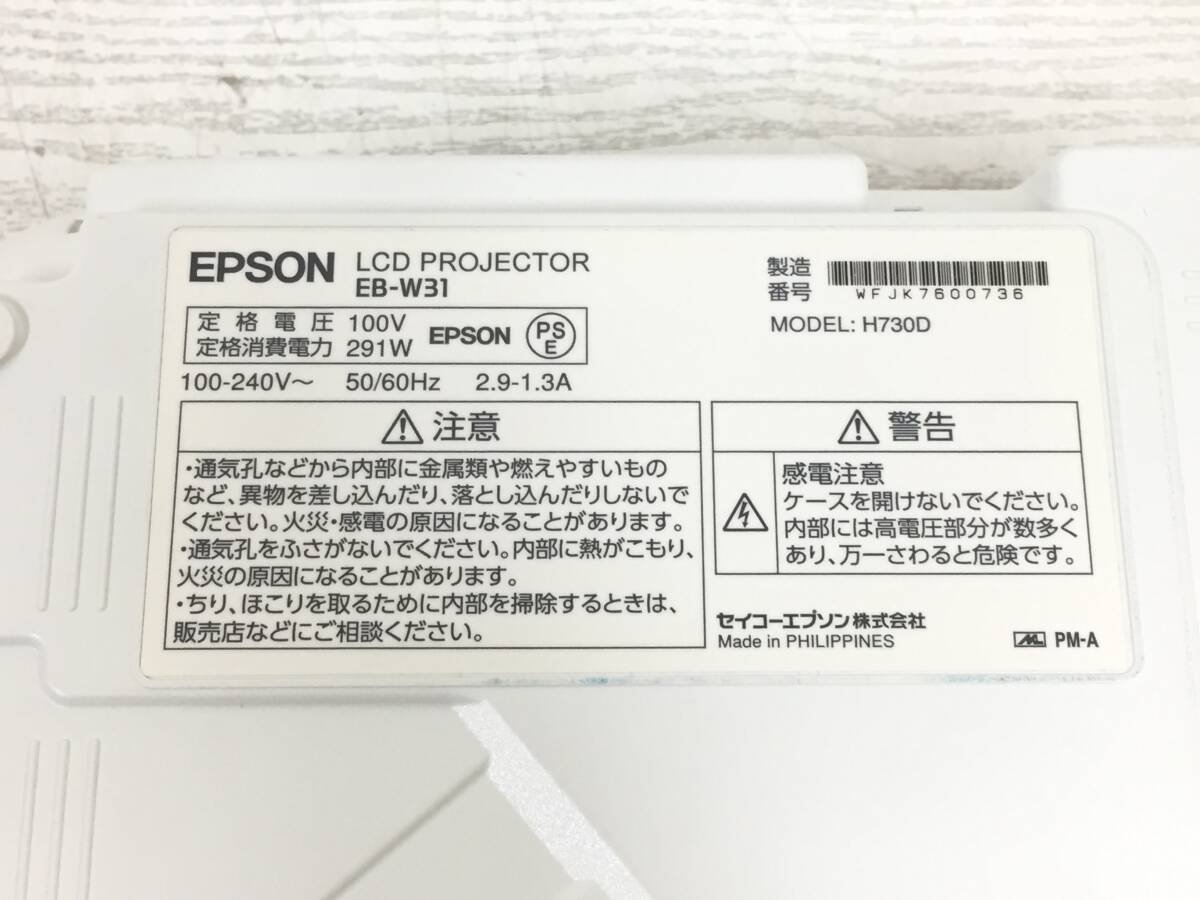 EPSON LCD PROJECTOR
EB-W31
定格電圧 100V
定格消費電力 291W
EPSON
PS
E
100-240V～ 50/60Hz 2.9-1.3A
製造
番号
WFJK7600736
MODEL: H730D
注意
・通気孔などから内部に金属類や燃えやすいもの
など、異物を差し込んだり、落とし込んだりしないで
ください。火災・感電の原因になることがあります。
・通気孔をふさがないでください。内部に熱がこもり、
火災の原因になることがあります。
・ちり、ほこりを取るために内部を掃除するときは、
販売店などにご相談ください。
警告
感電注意
ケースを開けないでください。
内部には高電圧部分が数多く
あり、万一さわると危険です。
セイコーエプソン株式会社
Made in PHILIPPINES
PM-A